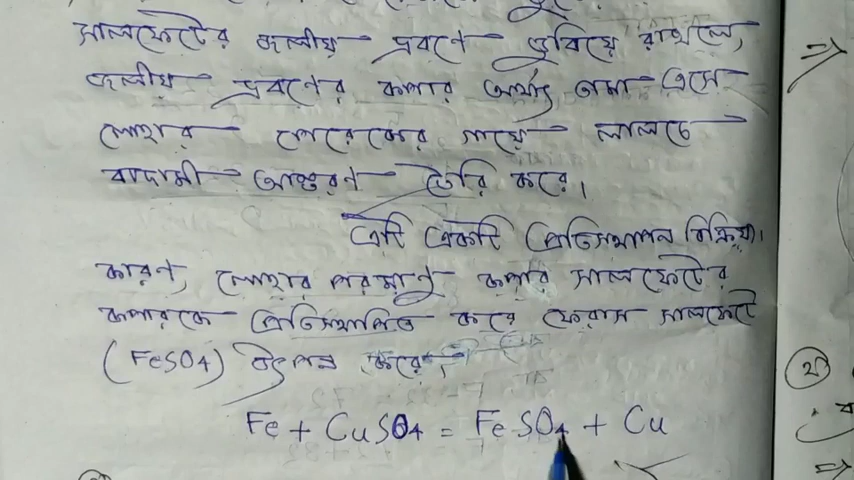 সালফেটের জলীয় দ্রবণে ডুবিয়ে রাখলে,
জলীয় দ্রবণের কপার অর্থাৎ তামা এসে
লোহার পেরেকের গায়ে লালচে
বাদামী আস্তরণ তৈরি করে।
এটি একটি প্রতিস্থাপন বিক্রিয়া।
কারণ, লোহার পরমাণু কপার সালফেটের
কপারকে প্রতিস্থাপিত করে ফেরাস সালফেট
(FeSO4) উৎপন্ন করে।
Fe + CuSO4 = FeSO4 + Cu
⇒
২)
⇒